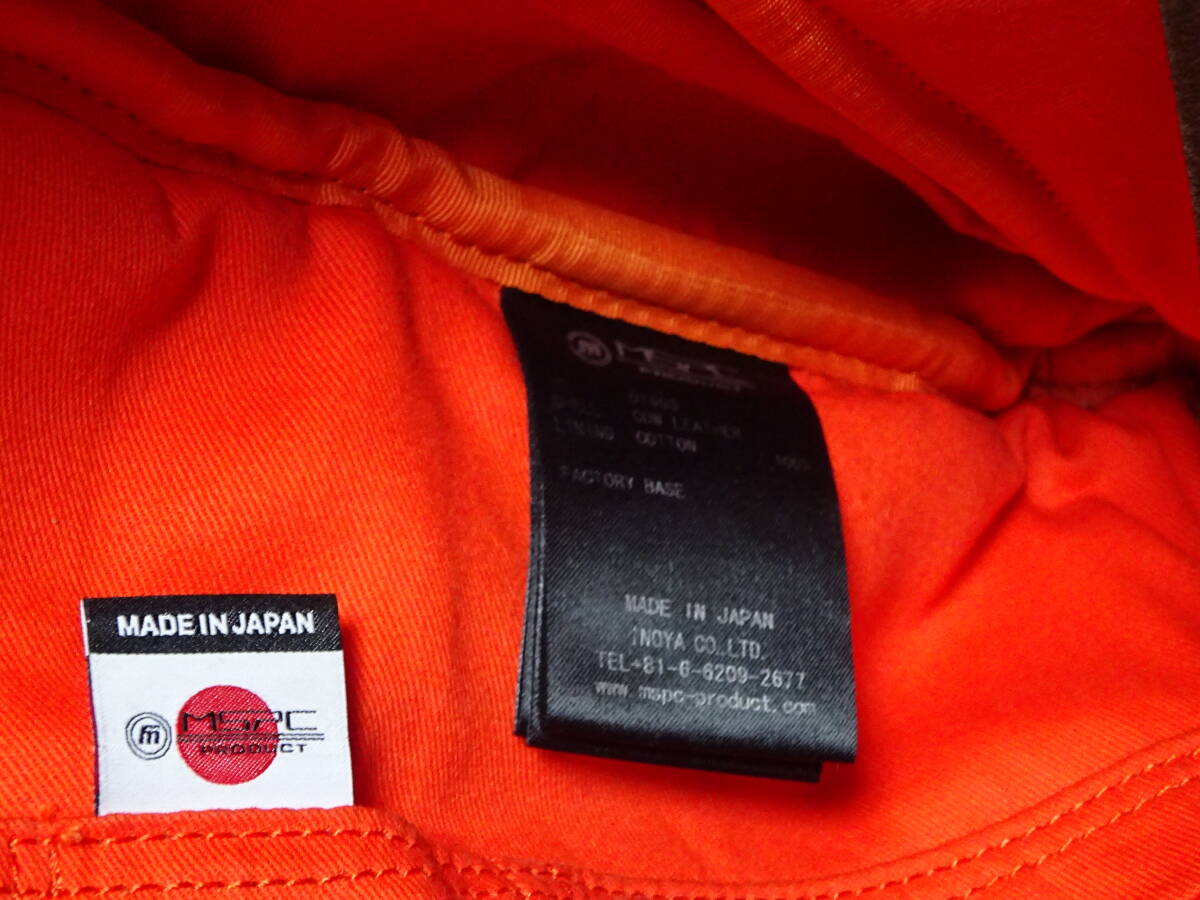 MSPC
PRODUCT
COW LEATHER
LINING COTTON
FACTORY BASE
MADE IN JAPAN
INOYA CO.,LTD.
TEL+81-6-6209-2677
www.mspc-product.com
MADE IN JAPAN
m MSPC
PRODUCT